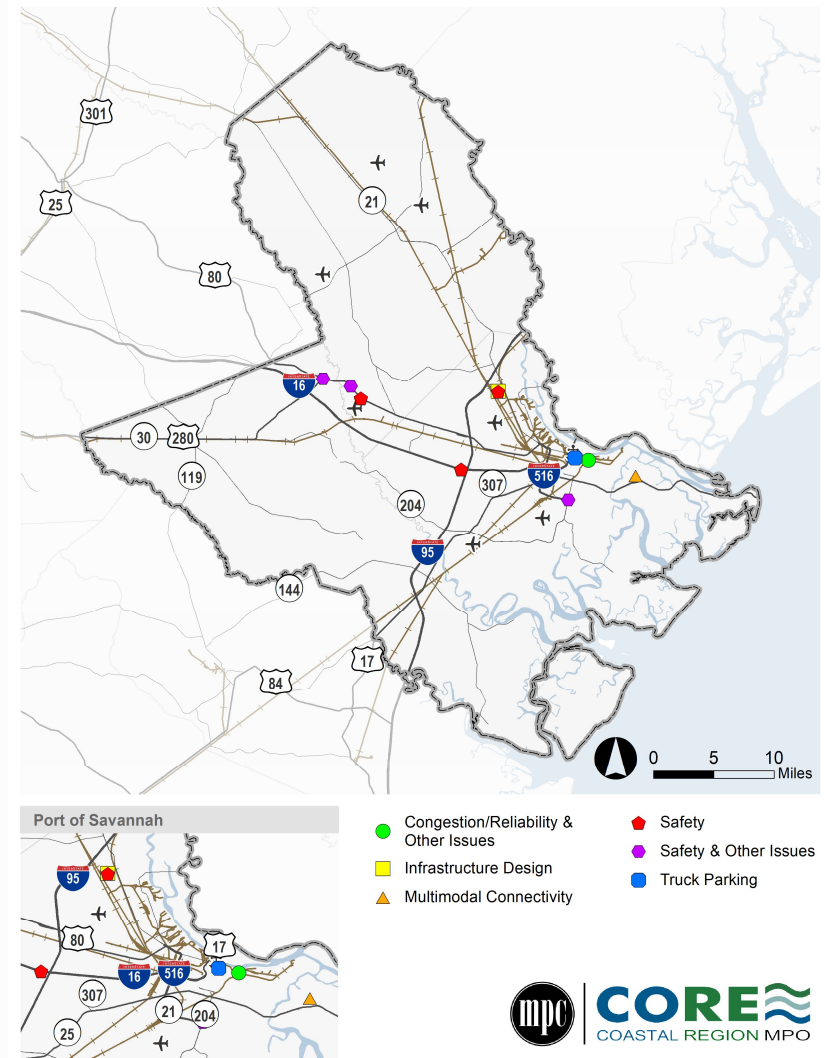 301
25
21
80
16
30
280
119
516
307
204
95
144
17
84
0 5 10
Miles
Port of Savannah
95
80
17
16
516
307
21
204
25
Congestion/Reliability &
Other Issues
Infrastructure Design
Multimodal Connectivity
Safety
Safety & Other Issues
Truck Parking
mpc
CORE
COASTAL REGION MPO